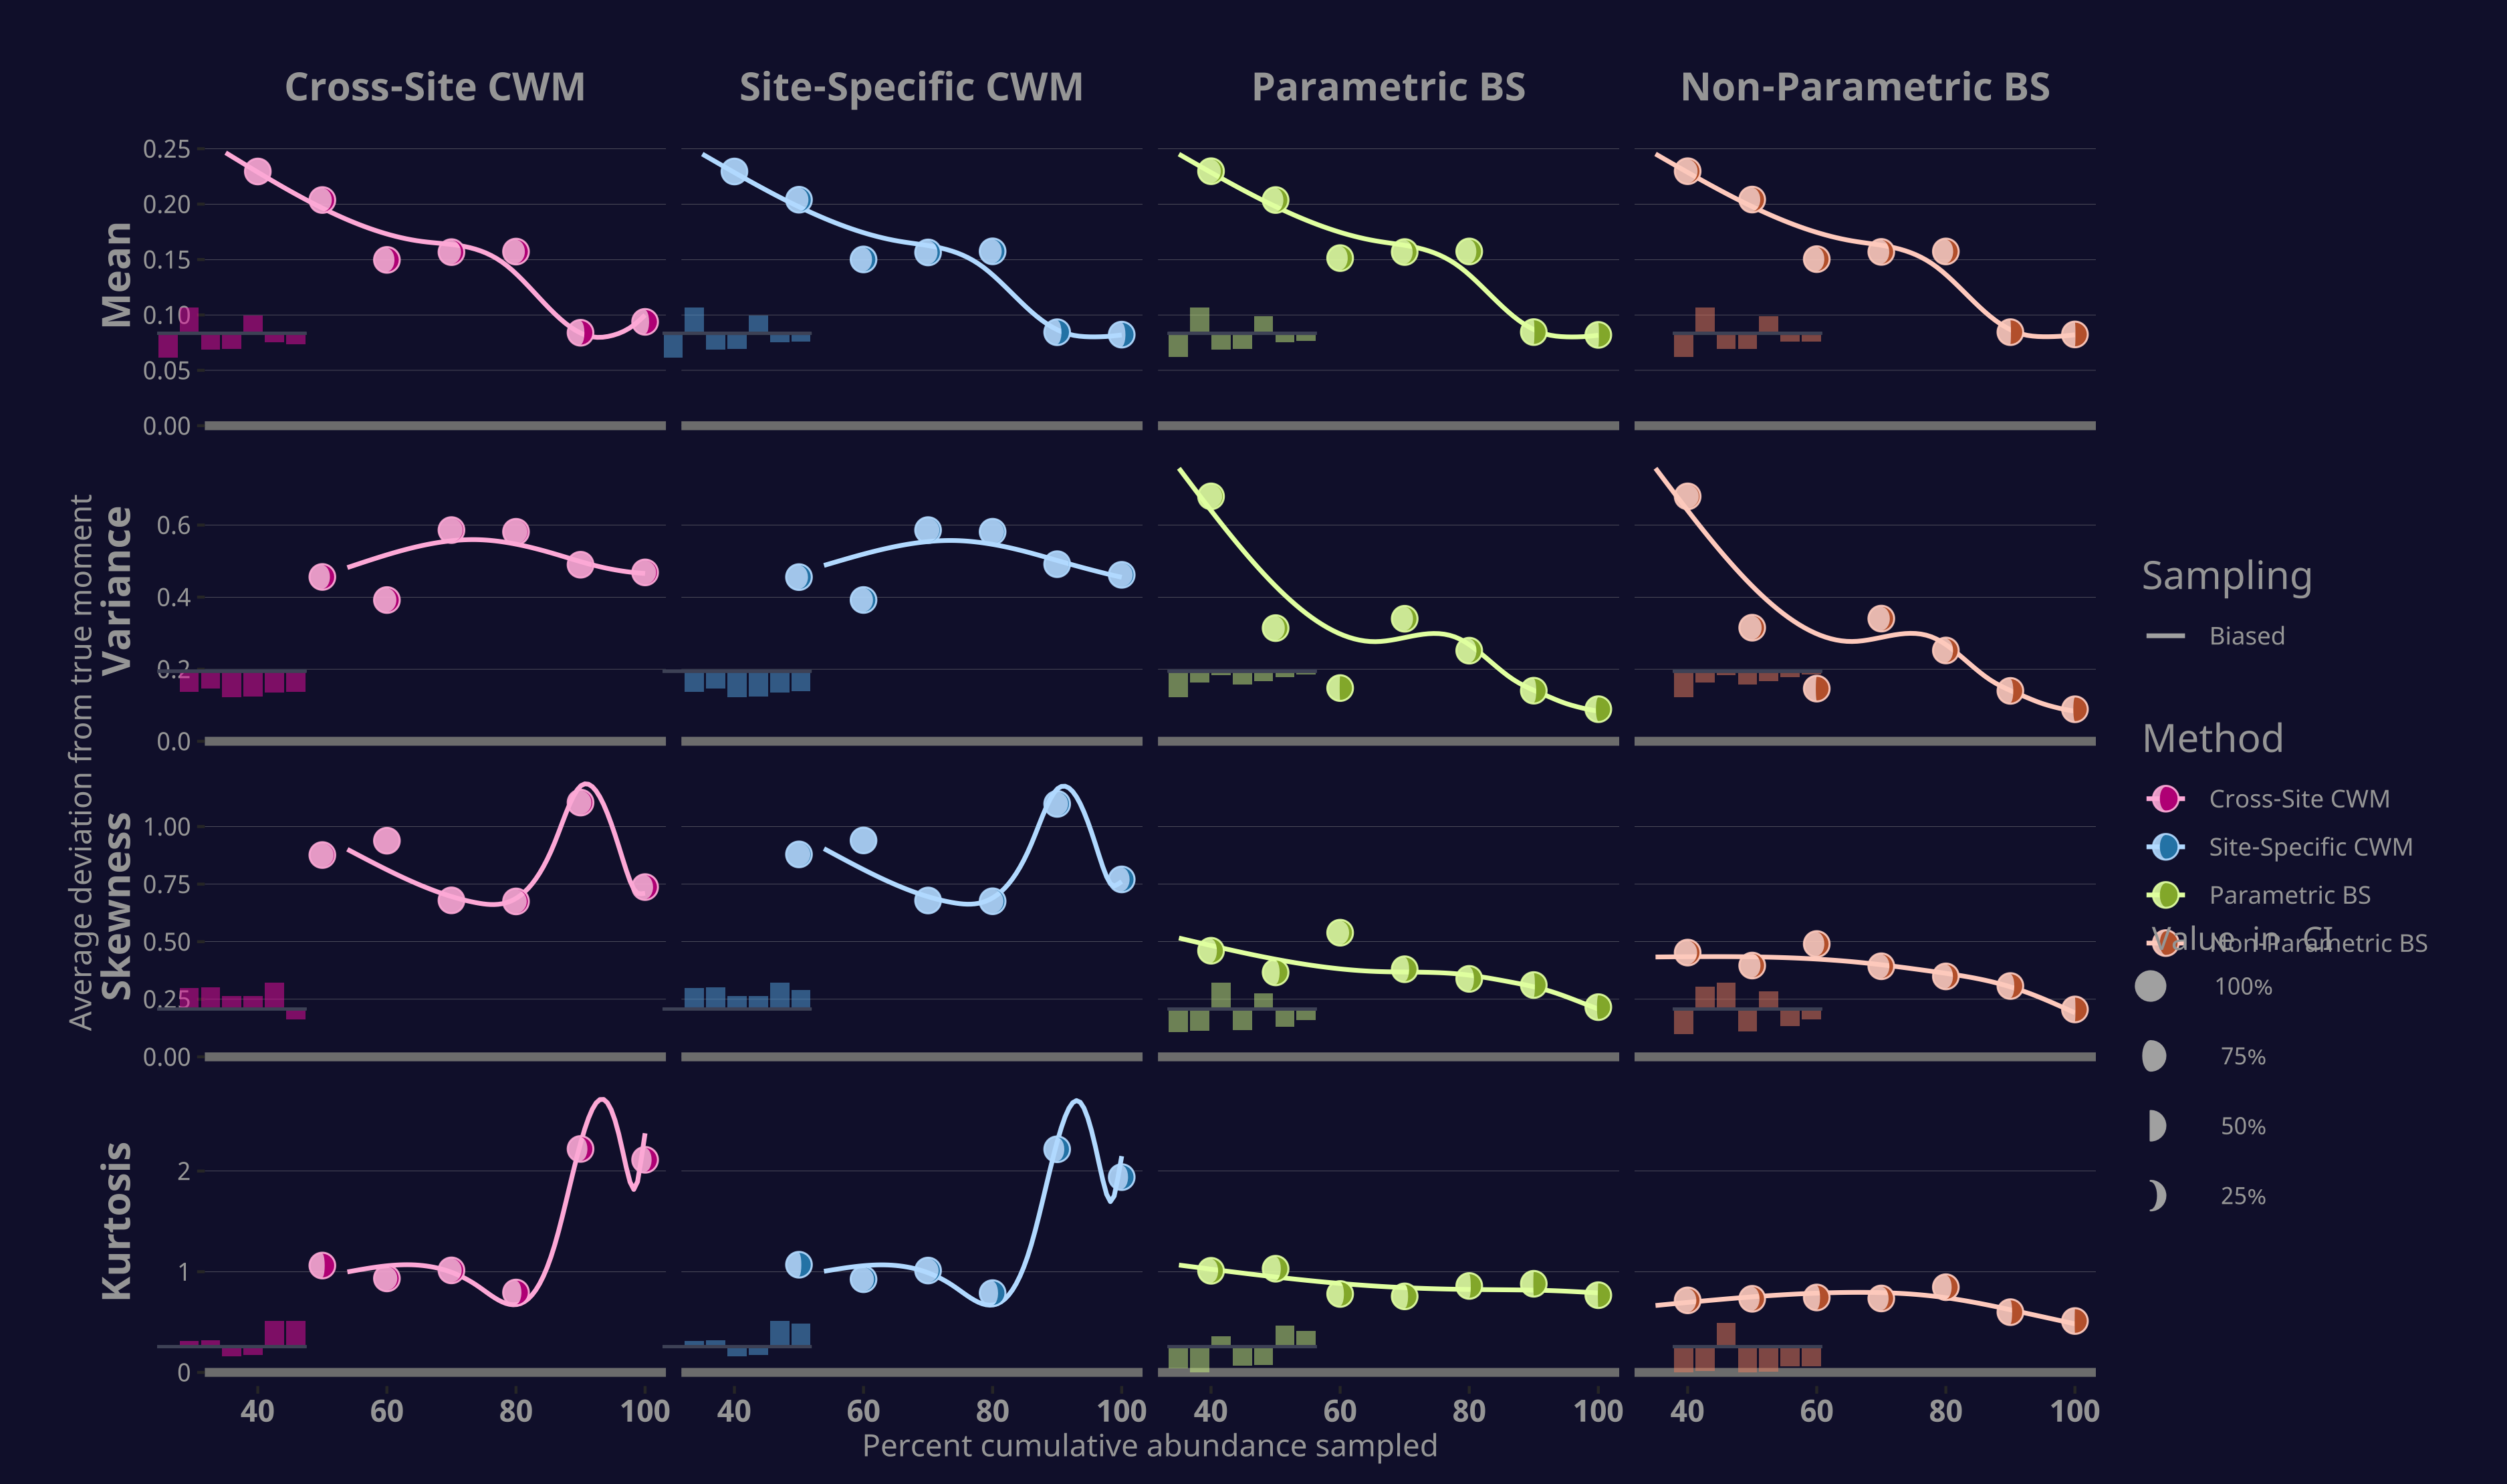 Cross-Site CWM
Site-Specific CWM
Parametric BS
Non-Parametric BS
Average deviation from true moment
Mean
0.25
0.20
0.15
0.10
0.05
0.00
Variance
0.6
0.4
0.2
0.0
Skewness
1.00
0.75
0.50
0.25
0.00
Kurtosis
2
1
0
40 60 80 100
40 60 80 100
40 60 80 100
40 60 80 100
Percent cumulative abundance sampled
Sampling
Biased
Method
Cross-Site CWM
Site-Specific CWM
Parametric BS
Non-Parametric BS
Value in CI
100%
75%
50%
25%